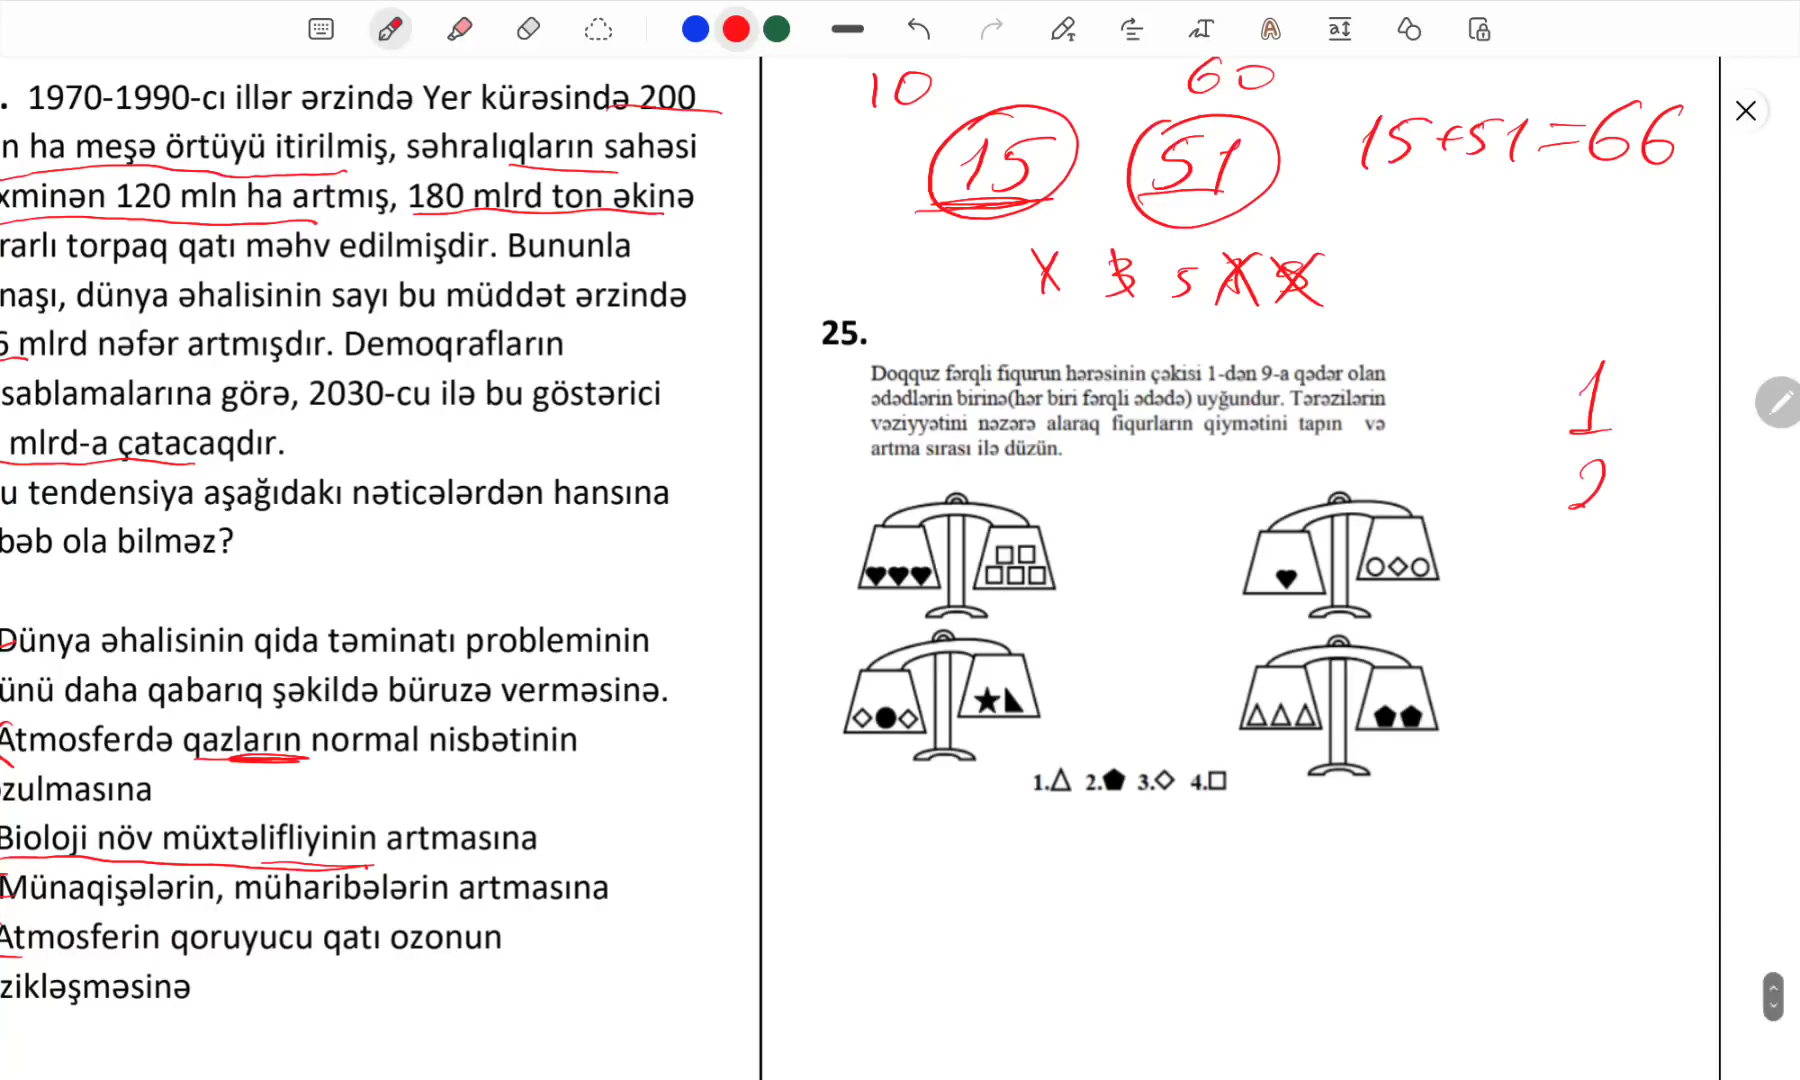 . 1970-1990-cı illər ərzində Yer kürəsində 200
n ha meşə örtüyü itirilmiş, səhralıqların sahəsi
xminən 120 mln ha artmış, 180 mlrd ton əkinə
rarlı torpaq qatı məhv edilmişdir. Bununla
naşı, dünya əhalisinin sayı bu müddət ərzində
6 mlrd nəfər artmışdır. Demoqrafların
sablamalarına görə, 2030-cu ilə bu göstərici
mlrd-a çatacaqdır.
u tendensiya aşağıdakı nəticələrdən hansına
bəb ola bilməz?
Dünya əhalisinin qida təminatı probleminin
ünü daha qabarıq şəkildə büruzə verməsinə.
Atmosferdə qazların normal nisbətinin
ozulmasına
Bioloji növ müxtəlifliyinin artmasına
Münaqişələrin, müharibələrin artmasına
Atmosferin qoruyucu qatı ozonun
zikləşməsinə
10 60
15 51 15+51=66
5
25.
Doqquz fərqli fiqurun hərəsinin çəkisi 1-dən 9-a qədər olan
ədədlərin birinə(hər biri fərqli ədədə) uyğundur. Tərəzilərin
vəziyyətini nəzərə alaraq fiqurların qiymətini tapın və
artma sırası ilə düzün.
1
2
1.△ 2.⬟ 3.◇ 4.□